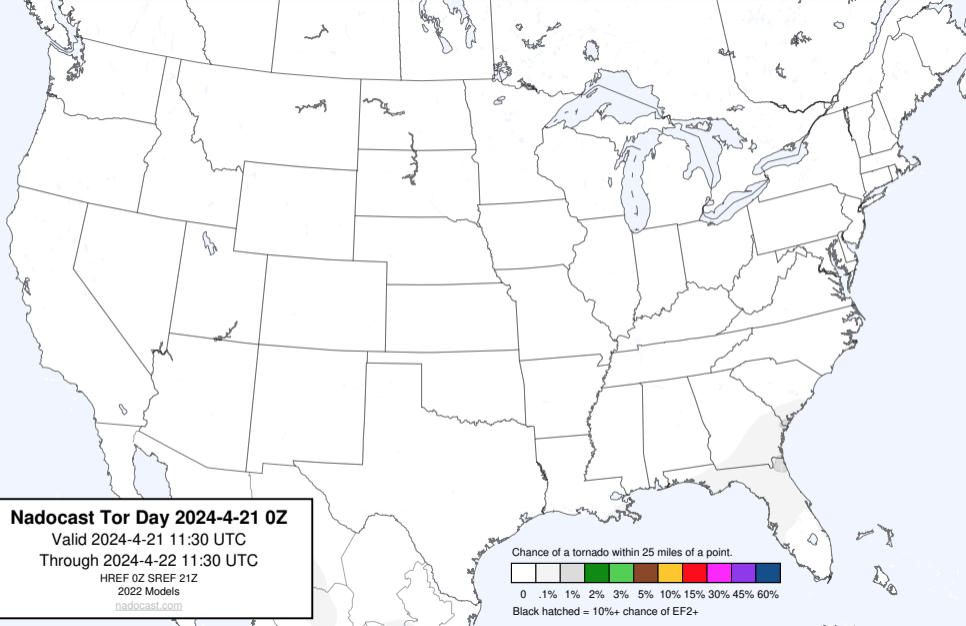 Nadocast Tor Day 2024-4-21 0Z
Valid 2024-4-21 11:30 UTC
Through 2024-4-22 11:30 UTC
HREF 0Z SREF 21Z
2022 Models
nadocast.com
Chance of a tornado within 25 miles of a point.
0 .1% 1% 2% 3% 5% 10% 15% 30% 45% 60%
Black hatched = 10%+ chance of EF2+